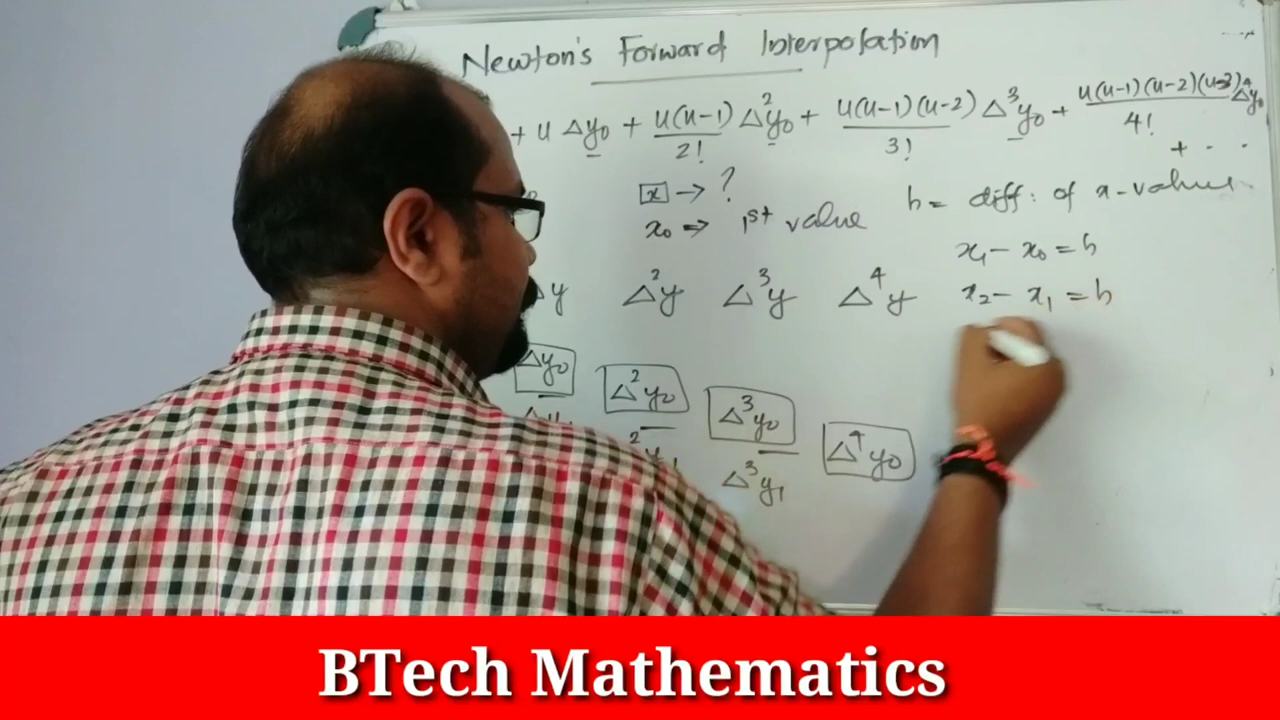 Newton's Forward Interpolation
+ u Δy₀ + u(u-1)/2! Δ²y₀ + u(u-1)(u-2)/3! Δ³y₀ + u(u-1)(u-2)(u-3)/4! Δ⁴y₀
+ · ·
x → ?
h = diff: of x-values
x₀ ⇒ 1st value
x₁ - x₀ = h
Δy Δ²y Δ³y Δ⁴y
x₂ - x₁ = h
Δy₀ Δ²y₀ Δ³y₀
Δ⁴y₀
Δ³y₁
BTech Mathematics